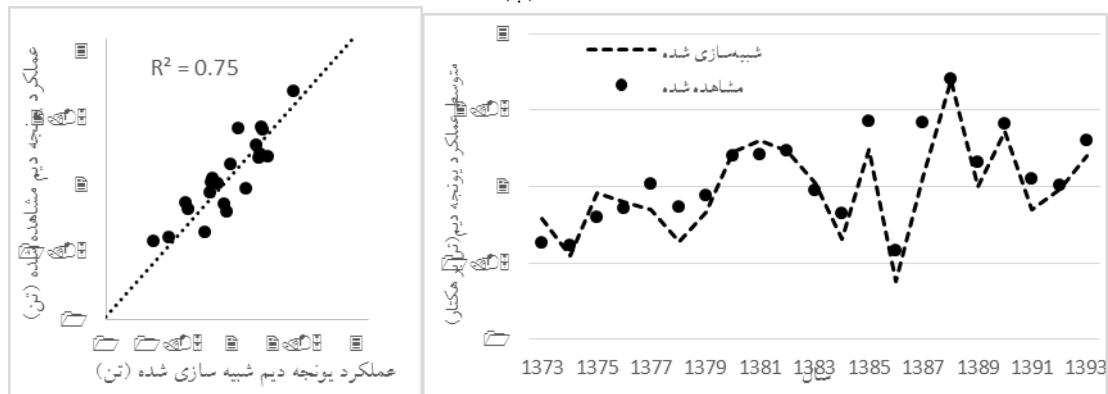 (ب)
R² = 0.75
عملکرد یونجه دیم مشاهده شده (تن)
عملکرد یونجه دیم شبیه سازی شده (تن)
شبیه‌سازی شده
مشاهده شده
متوسط عملکرد یونجه دیم(تن در هکتار)
1373 1375 1377 1379 1381 1383 1385 1387 1389 1391 1393
سال